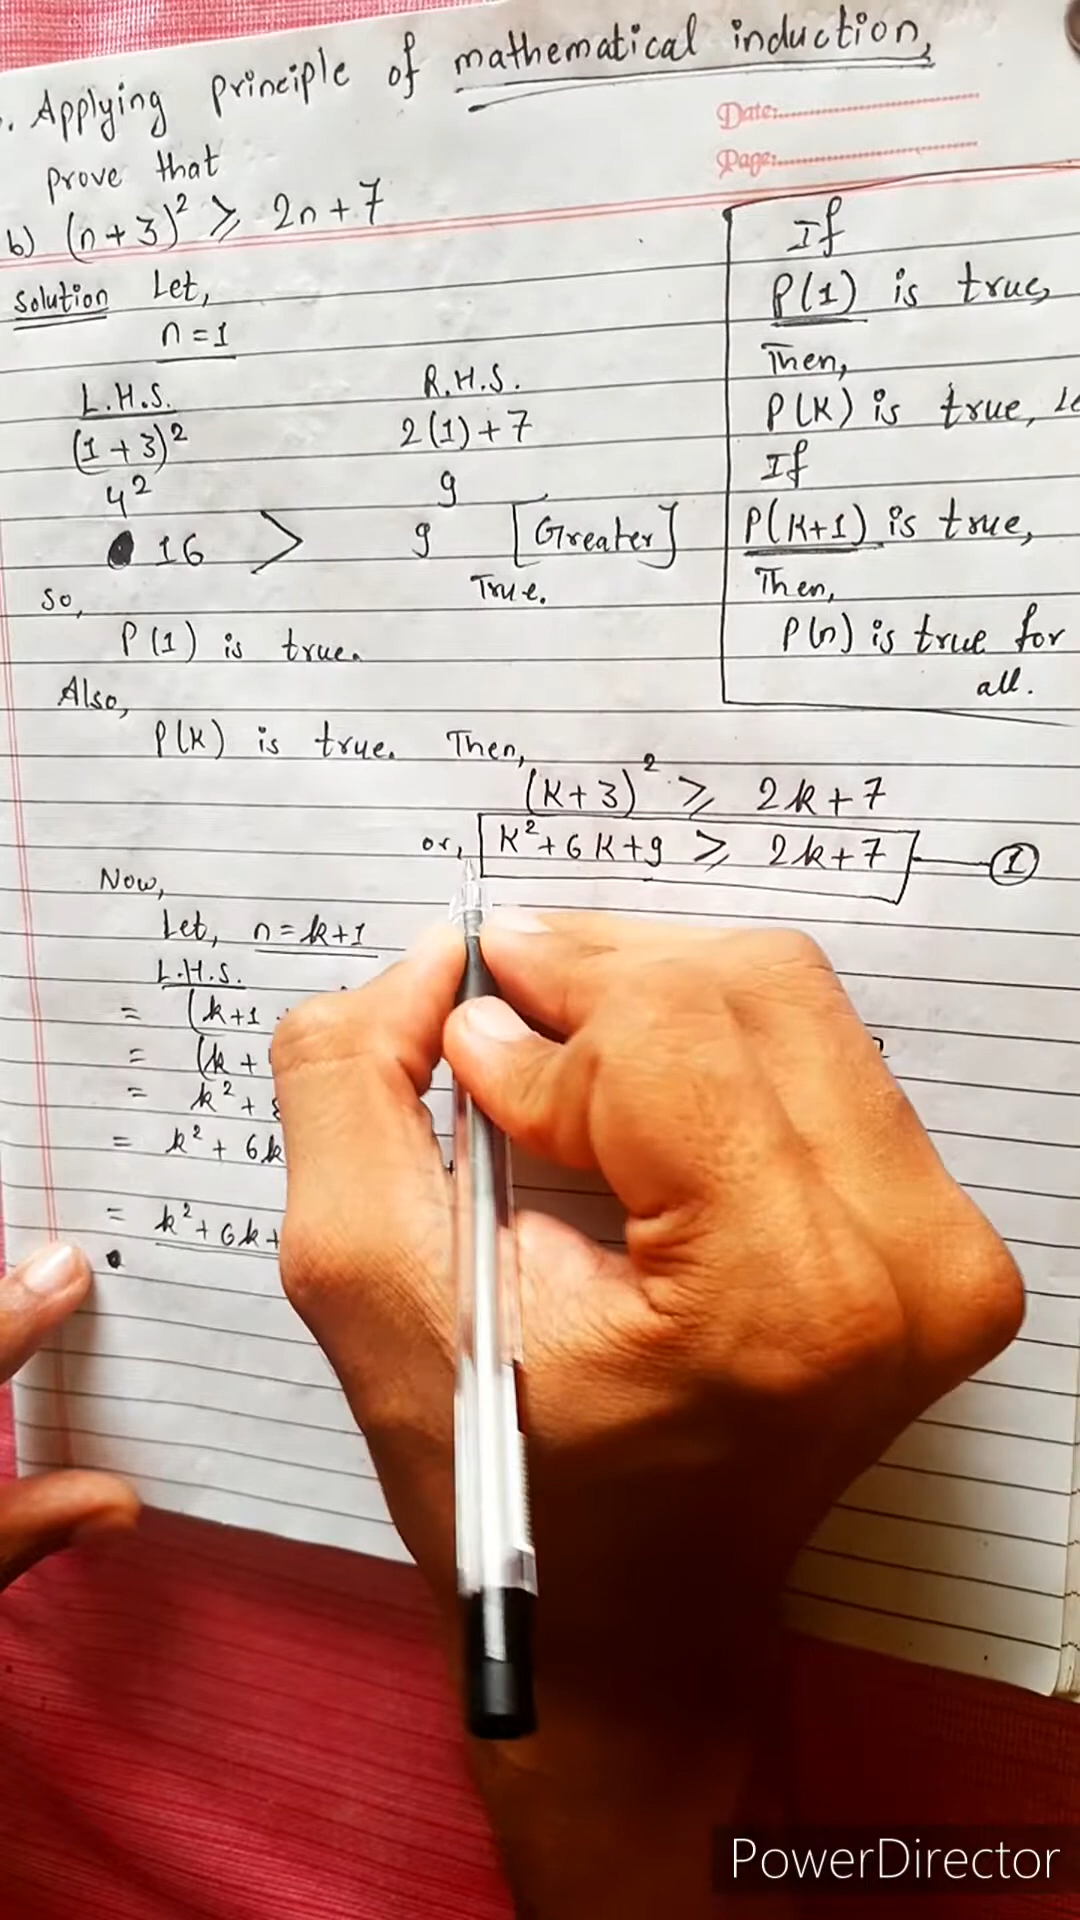 . Applying principle of mathematical induction,
prove that
Date:
Page:
b) (n+3)² ≥ 2n+7
Solution Let,
n=1
L.H.S. R.H.S.
(1+3)² 2(1)+7
4² 9
16 > 9 [Greater]
True.
So,
P(1) is true.
If
P(1) is true,
Then,
P(K) is true,
If
P(K+1) is true,
Then,
P(n) is true for
all.
Also,
P(K) is true. Then,
(K+3)² ≥ 2k+7
or, K²+6K+9 ≥ 2k+7 ①
Now,
Let, n=k+1
L.H.S.
= (k+1
= (k +
= k² +
= k² + 6k
= k² + 6k+
PowerDirector